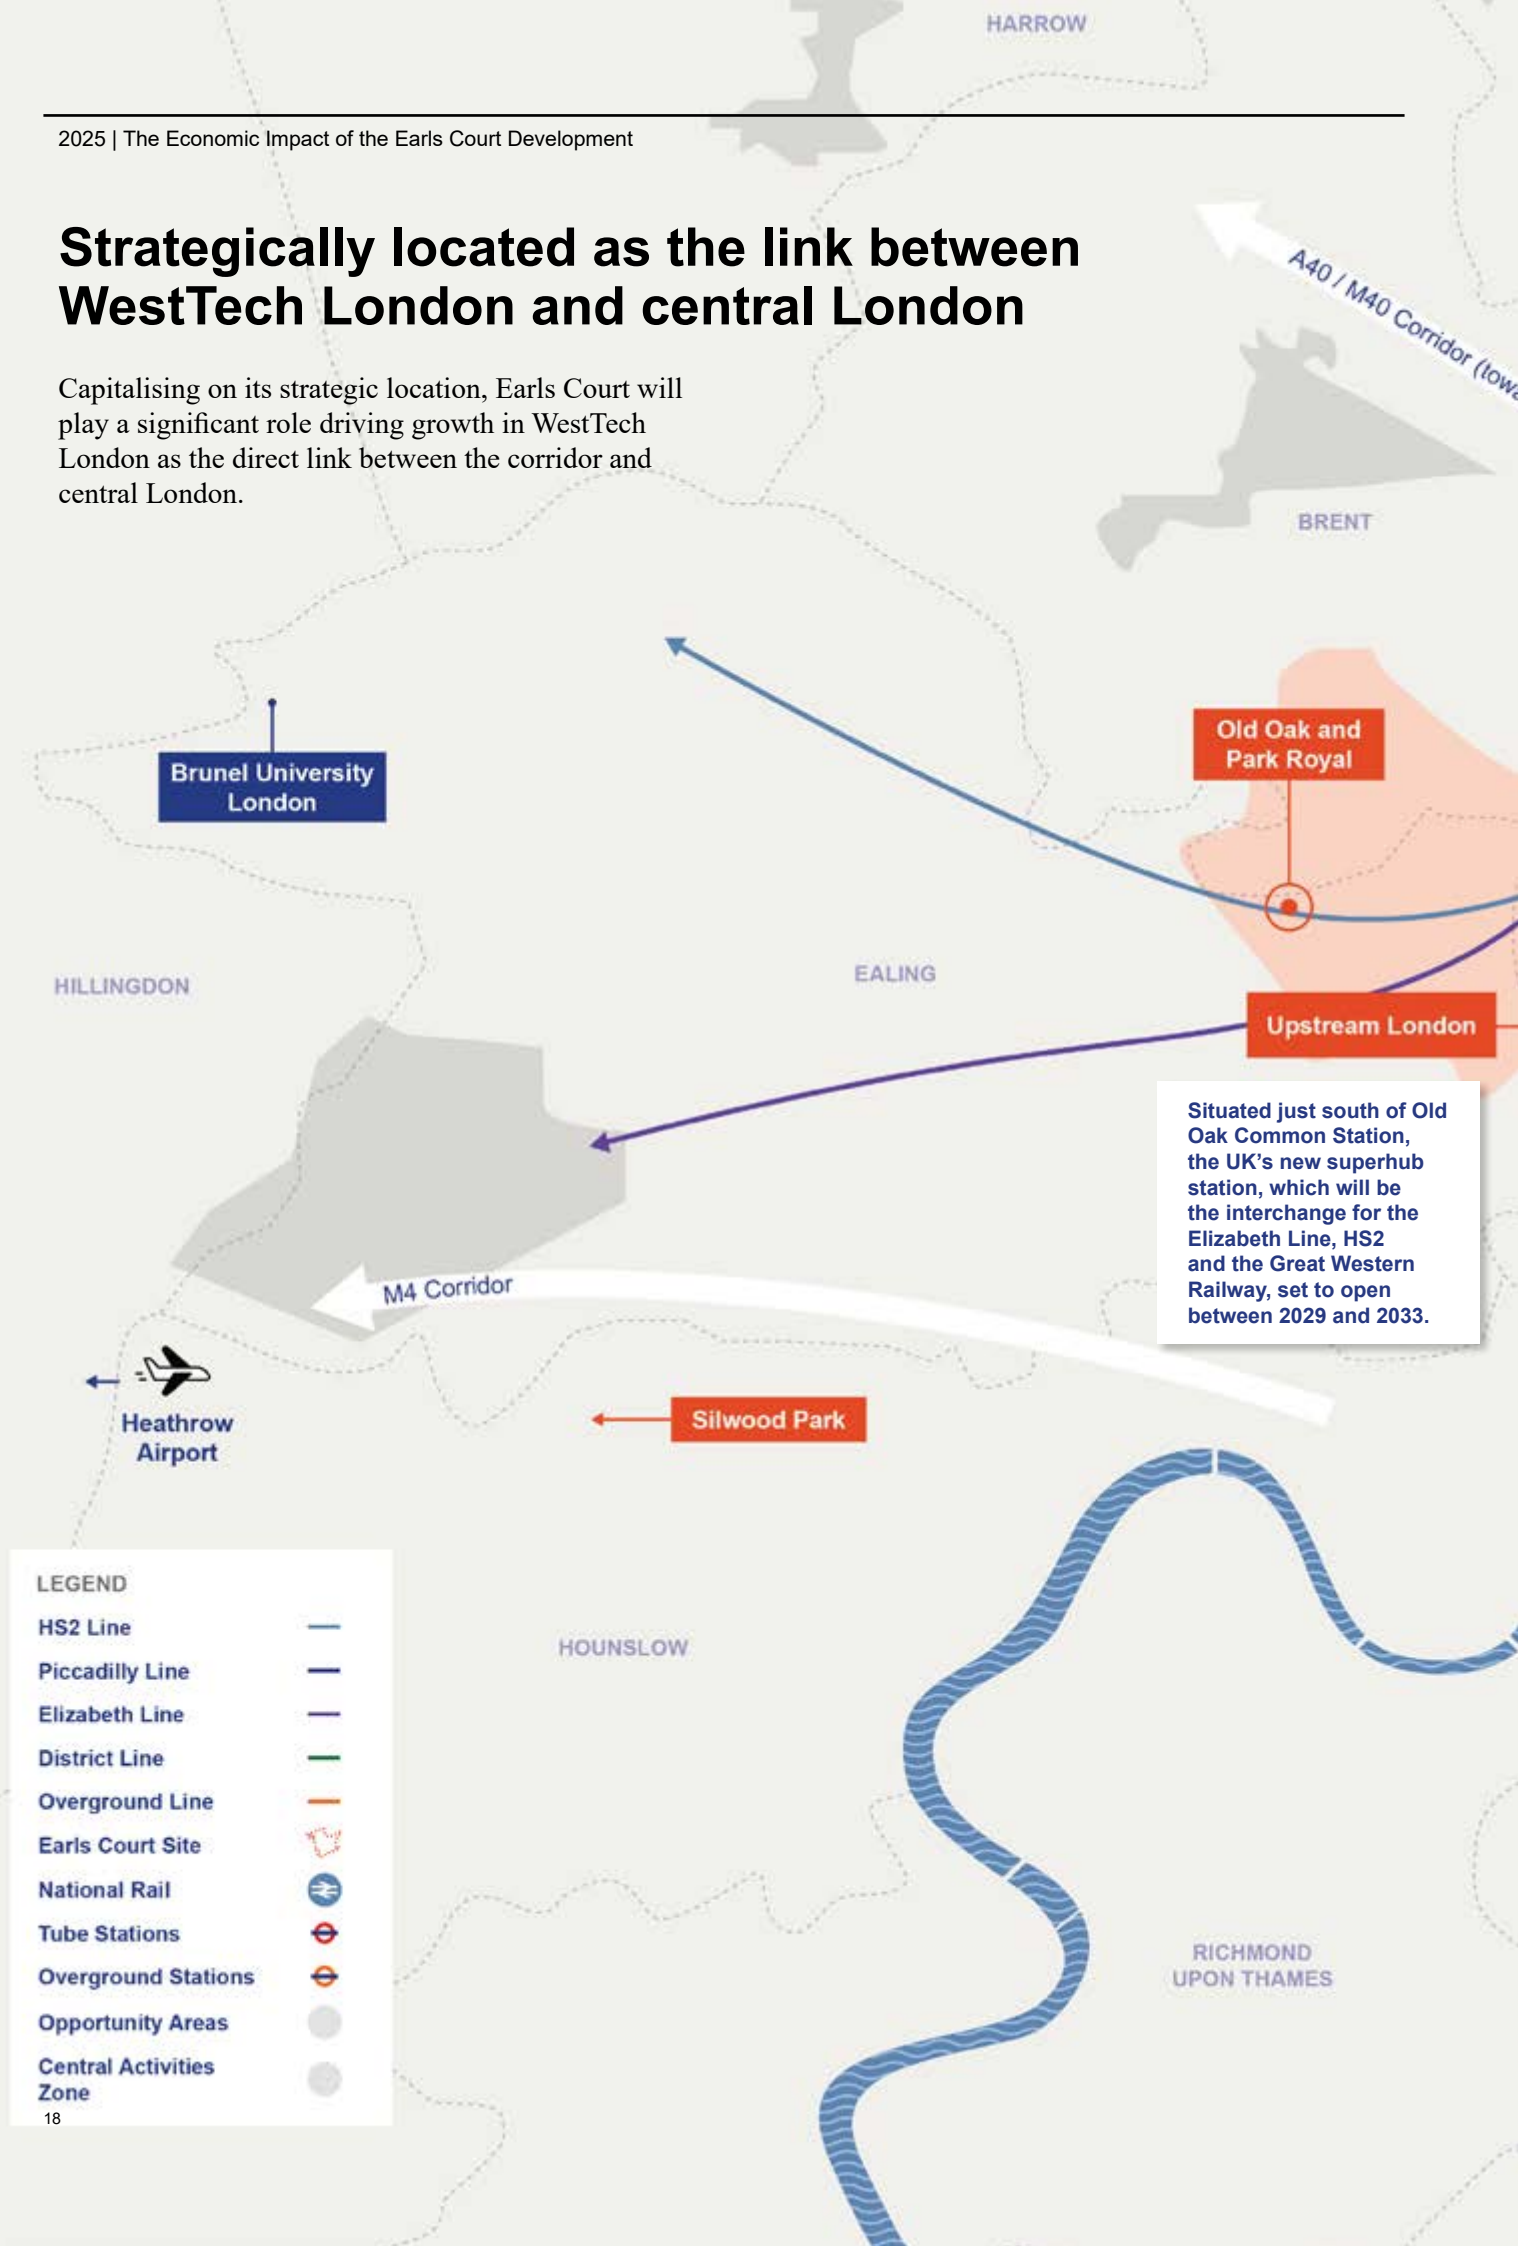 HARROW
2025 | The Economic Impact of the Earls Court Development
Strategically located as the link between
WestTech London and central London
A40 / M40 Corridor (towa
Capitalising on its strategic location, Earls Court will
play a significant role driving growth in WestTech
London as the direct link between the corridor and
central London.
BRENT
Old Oak and
Park Royal
Brunel University
London
HILLINGDON
EALING
Upstream London
Situated just south of Old
Oak Common Station,
the UK’s new superhub
station, which will be
the interchange for the
Elizabeth Line, HS2
and the Great Western
Railway, set to open
between 2029 and 2033.
M4 Corridor
Heathrow
Airport
Silwood Park
LEGEND
HS2 Line
Piccadilly Line
Elizabeth Line
District Line
Overground Line
Earls Court Site
National Rail
Tube Stations
Overground Stations
Opportunity Areas
Central Activities
Zone
HOUNSLOW
RICHMOND
UPON THAMES
18